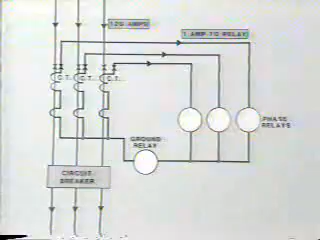 120 AMPS
1 AMP TO RELAY
C.T. C.T. C.T.
PHASE
RELAYS
GROUND
RELAY
CIRCUIT
BREAKER